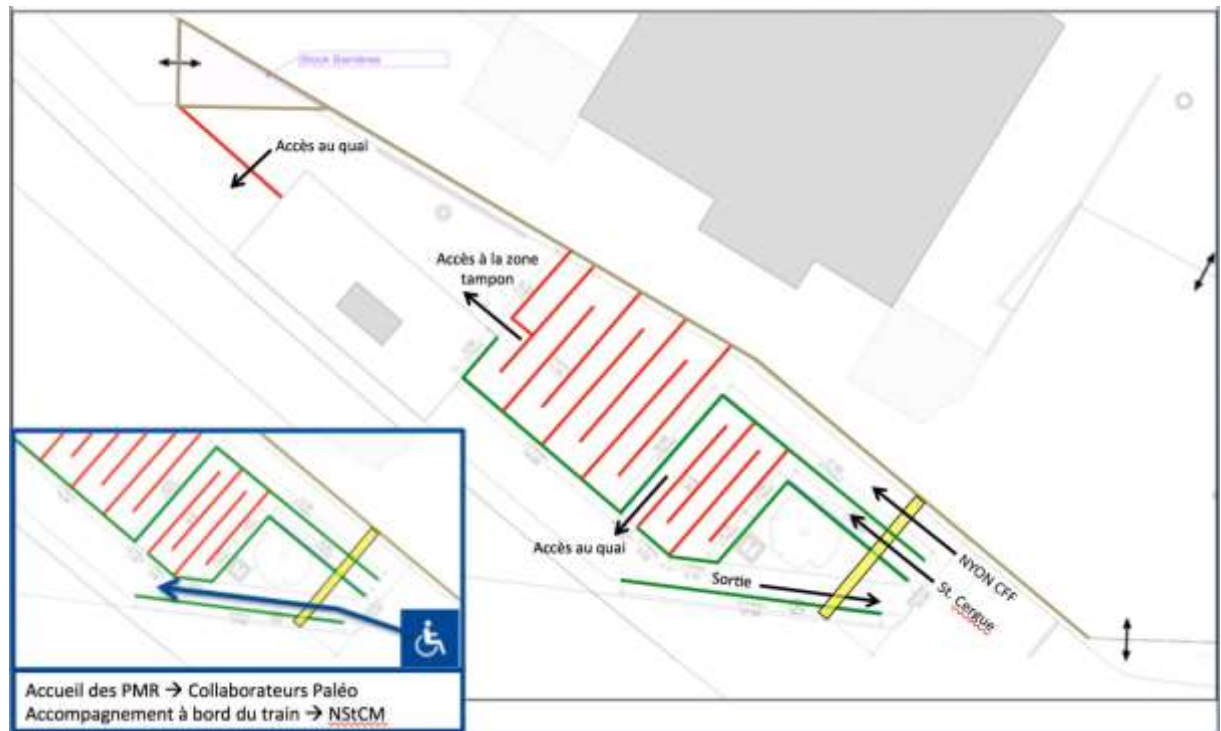 Stock Barrières
Accès au quai
Accès à la zone
tampon
Accès au quai
Sortie
NYON CFF
St. Cergue
Accueil des PMR → Collaborateurs Paléo
Accompagnement à bord du train → NStCM